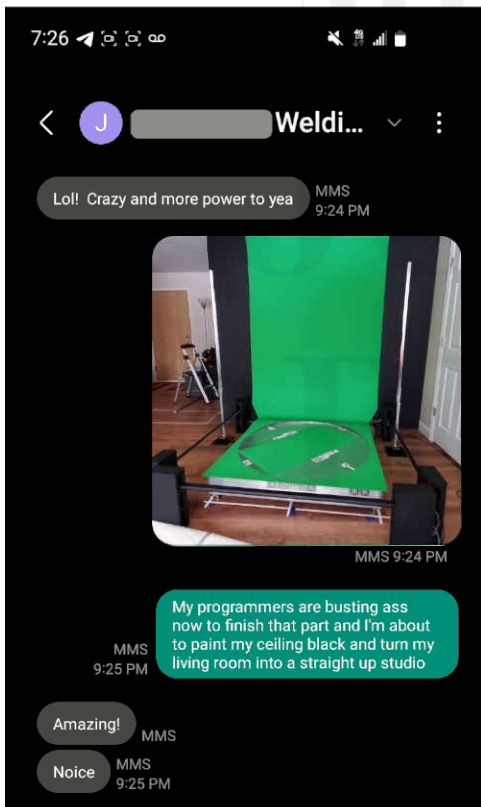 7:26
J
Weldi...
Lol! Crazy and more power to yea
MMS
9:24 PM
MMS 9:24 PM
My programmers are busting ass
now to finish that part and I'm about
to paint my ceiling black and turn my
living room into a straight up studio
MMS
9:25 PM
Amazing!
MMS
Noice
MMS
9:25 PM